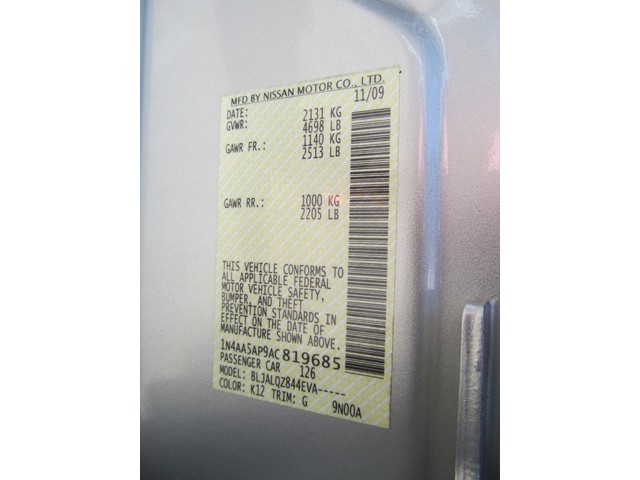 MFD BY NISSAN MOTOR CO., LTD.
DATE: 11/09
GVWR: 2131 KG
4698 LB
GAWR FR.: 1140 KG
2513 LB
GAWR RR.: 1000 KG
2205 LB
THIS VEHICLE CONFORMS TO
ALL APPLICABLE FEDERAL
MOTOR VEHICLE SAFETY,
BUMPER, AND THEFT
PREVENTION STANDARDS IN
EFFECT ON THE DATE OF
MANUFACTURE SHOWN ABOVE.
1N4AA5AP9AC819685
PASSENGER CAR 126
MODEL: BLJALQZ844EVA-----
COLOR: K12 TRIM: G 9N00A